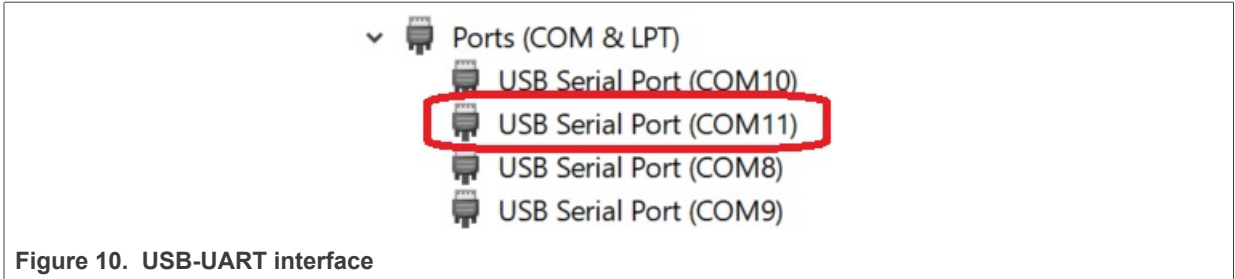 Ports (COM & LPT)
USB Serial Port (COM10)
USB Serial Port (COM11)
USB Serial Port (COM8)
USB Serial Port (COM9)
Figure 10. USB-UART interface